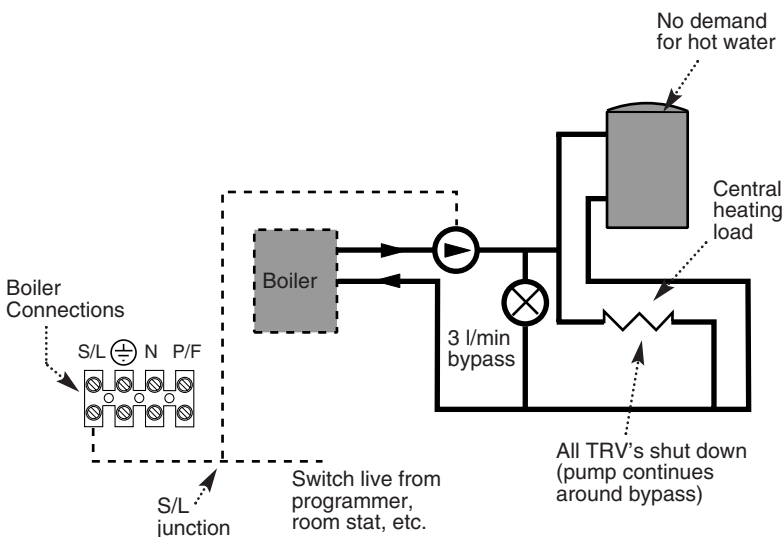 No demand
for hot water
Central
heating
load
Boiler
Boiler
Connections
3 l/min
bypass
S/L N P/F
All TRV's shut down
(pump continues
around bypass)
Switch live from
programmer,
room stat, etc.
S/L
junction